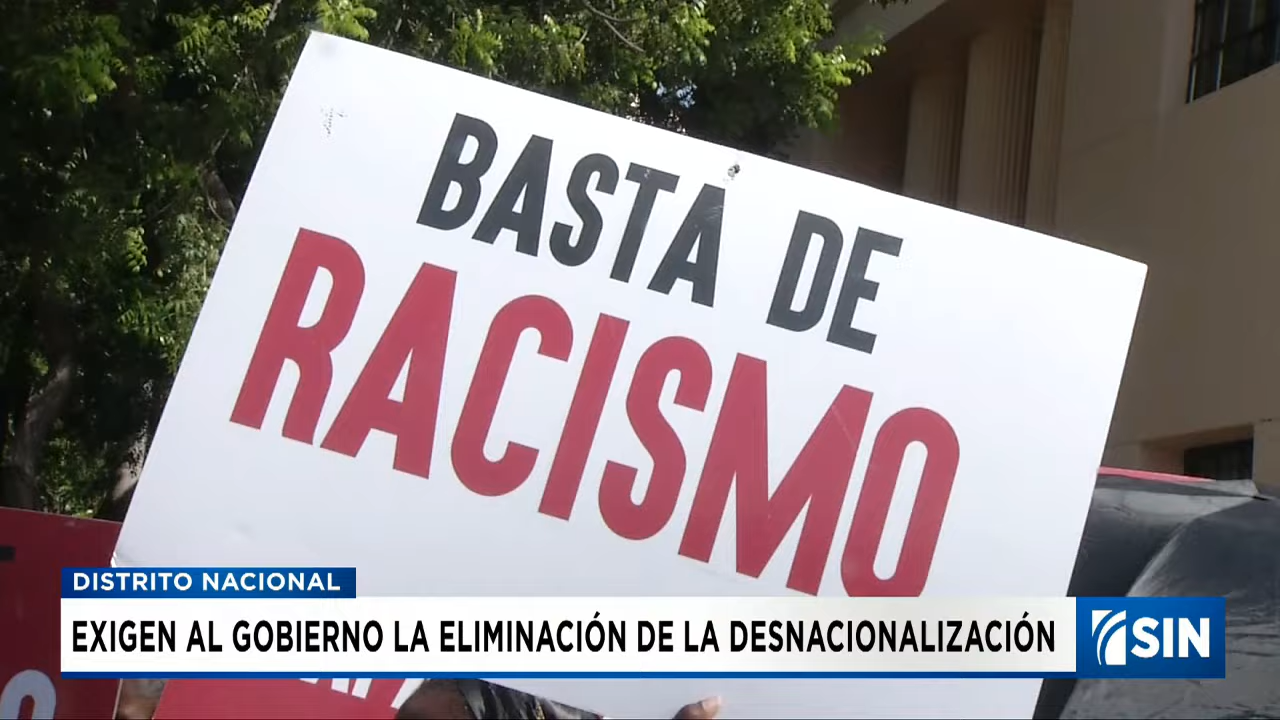 BASTA DE
RACISMO
DISTRITO NACIONAL
EXIGEN AL GOBIERNO LA ELIMINACIÓN DE LA DESNACIONALIZACIÓN
SIN